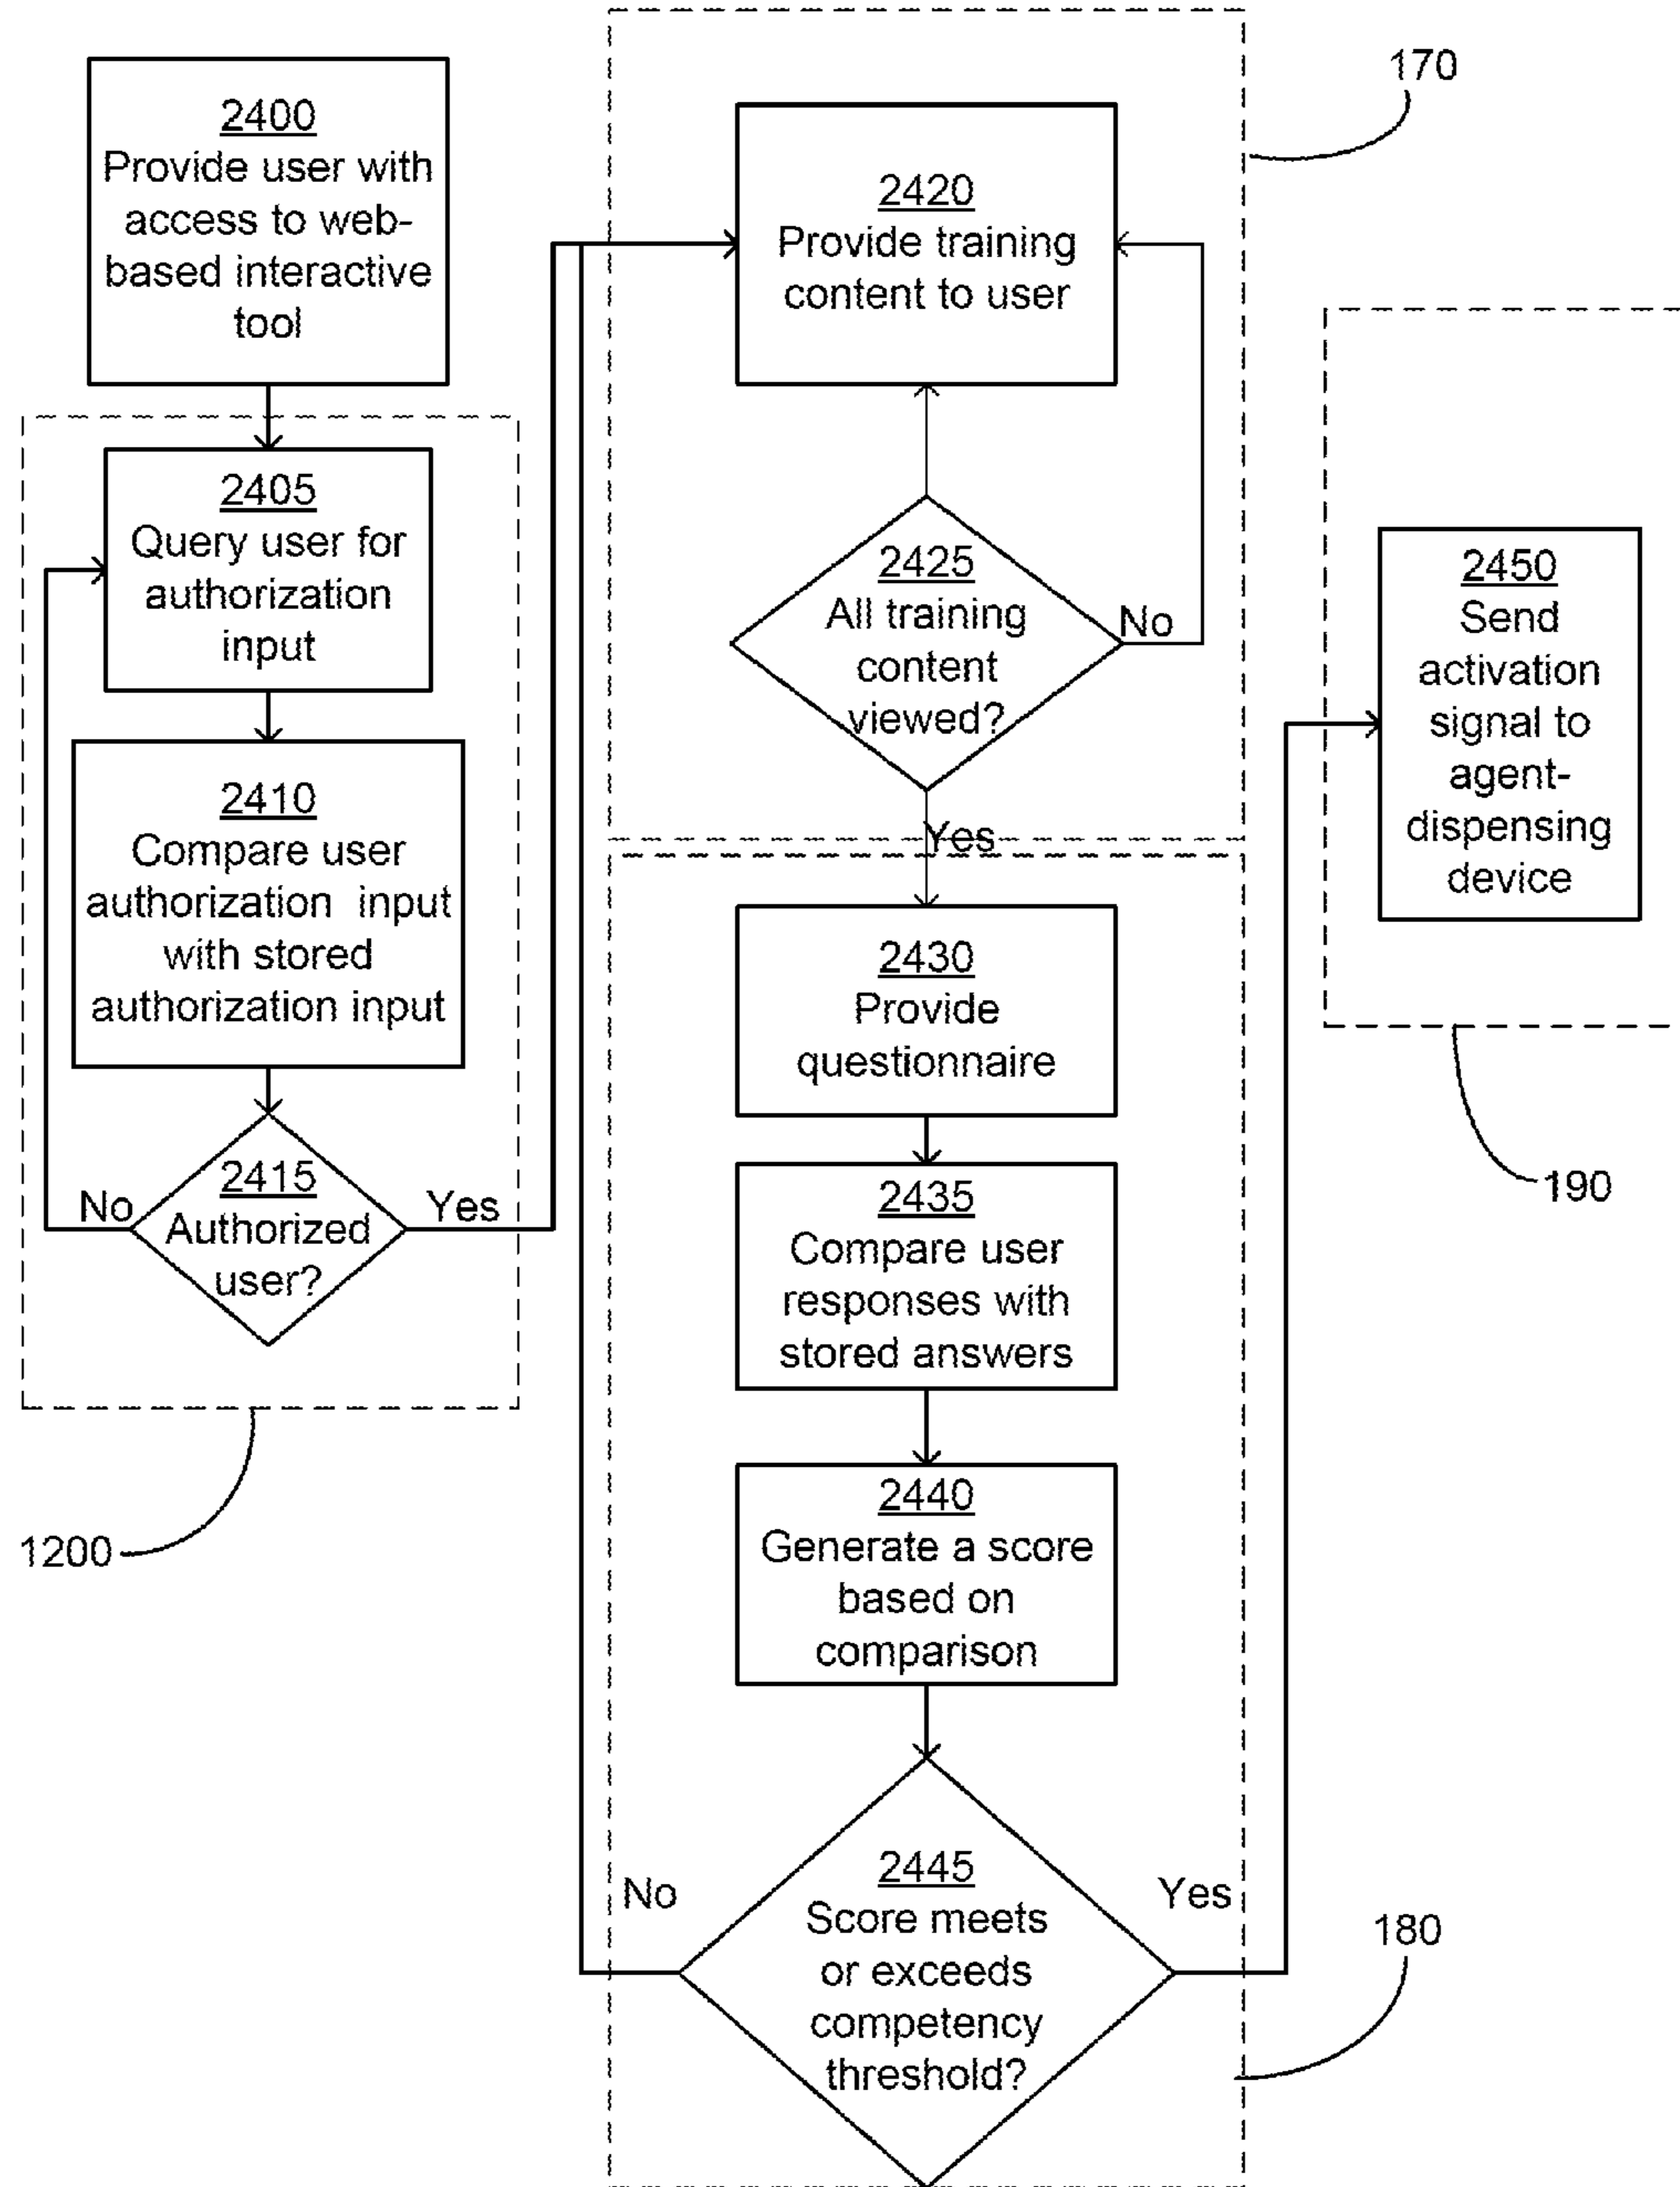 2400
Provide user with
access to web-
based interactive
tool
2405
Query user for
authorization
input
2410
Compare user
authorization input
with stored
authorization input
2415
Authorized
user?
No
Yes
1200
170
2420
Provide training
content to user
2425
All training
content
viewed?
No
Yes
2430
Provide
questionnaire
2435
Compare user
responses with
stored answers
2440
Generate a score
based on
comparison
2445
Score meets
or exceeds
competency
threshold?
No
Yes
180
2450
Send
activation
signal to
agent-
dispensing
device
190